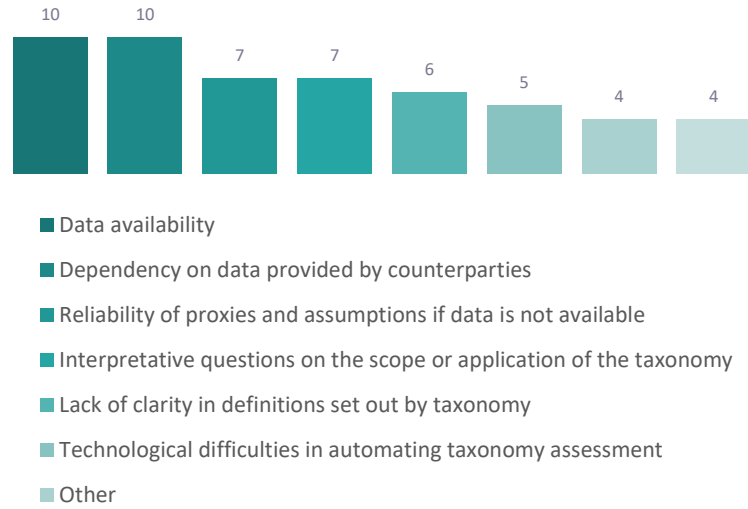 10 10
7 7
6
5
4 4
Data availability
Dependency on data provided by counterparties
Reliability of proxies and assumptions if data is not available
Interpretative questions on the scope or application of the taxonomy
Lack of clarity in definitions set out by taxonomy
Technological difficulties in automating taxonomy assessment
Other